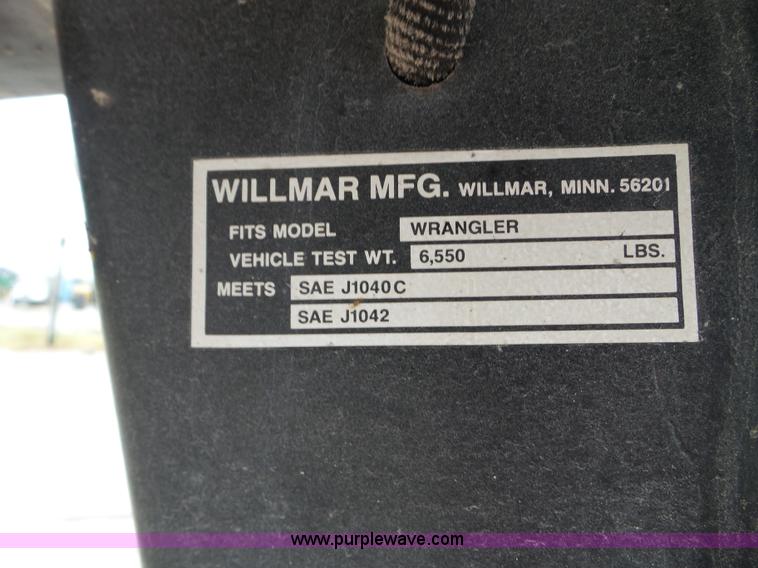 WILLMAR MFG. WILLMAR, MINN. 56201
FITS MODEL WRANGLER
VEHICLE TEST WT. 6,550 LBS.
MEETS SAE J1040C
SAE J1042
www.purplewave.com